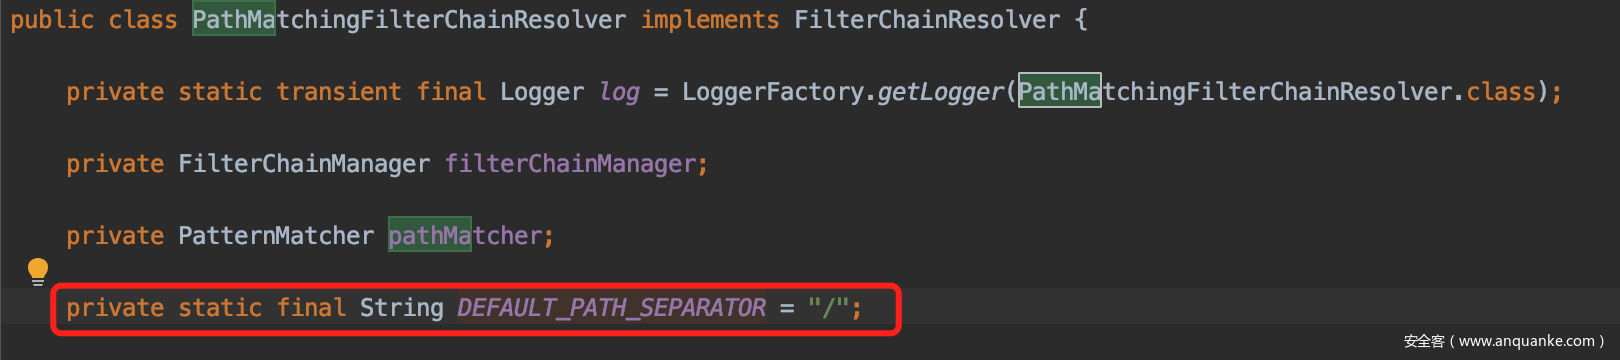 public class PathMatchingFilterChainResolver implements FilterChainResolver {
private static transient final Logger log = LoggerFactory.getLogger(PathMatchingFilterChainResolver.class);
private FilterChainManager filterChainManager;
private PatternMatcher pathMatcher;
private static final String DEFAULT_PATH_SEPARATOR = "/";
安全客（www.anquanke.com）